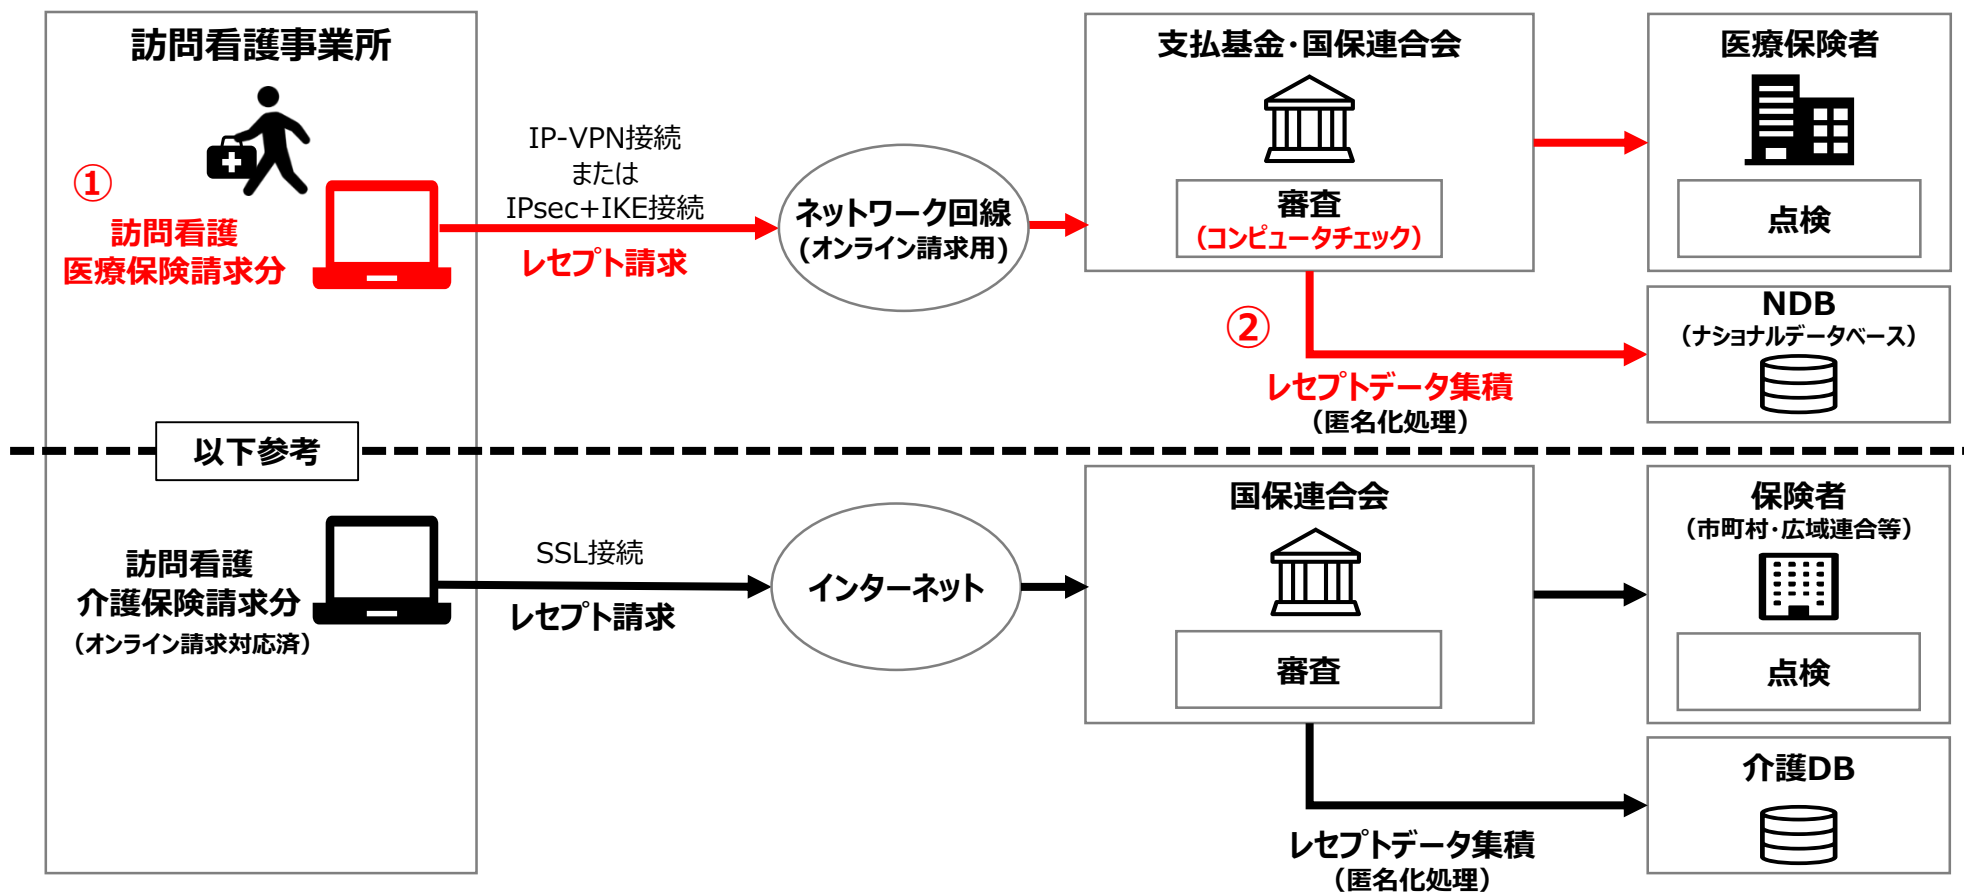 訪問看護事業所
①
訪問看護
医療保険請求分
IP-VPN接続
または
IPsec+IKE接続
レセプト請求
ネットワーク回線
(オンライン請求用)
支払基金・国保連合会
審査
(コンピュータチェック)
医療保険者
点検
②
レセプトデータ集積
(匿名化処理)
NDB
(ナショナルデータベース)
以下参考
訪問看護
介護保険請求分
(オンライン請求対応済)
SSL接続
レセプト請求
インターネット
国保連合会
審査
保険者
(市町村・広域連合等)
点検
レセプトデータ集積
(匿名化処理)
介護DB